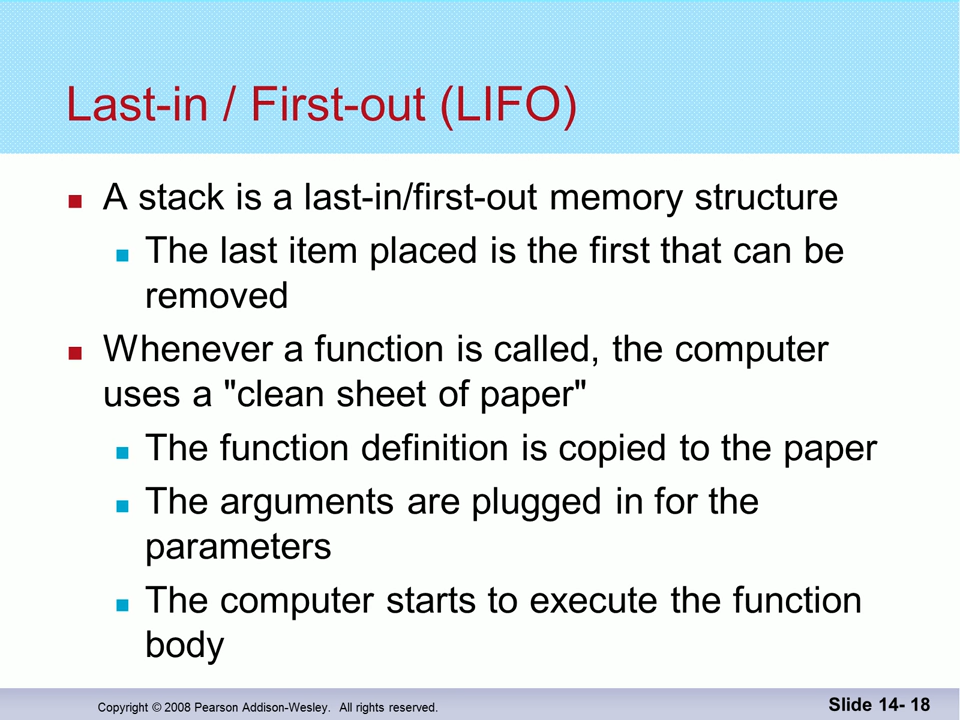 Last-in / First-out (LIFO)
A stack is a last-in/first-out memory structure
The last item placed is the first that can be
removed
Whenever a function is called, the computer
uses a "clean sheet of paper"
The function definition is copied to the paper
The arguments are plugged in for the
parameters
The computer starts to execute the function
body
Copyright © 2008 Pearson Addison-Wesley. All rights reserved.
Slide 14- 18